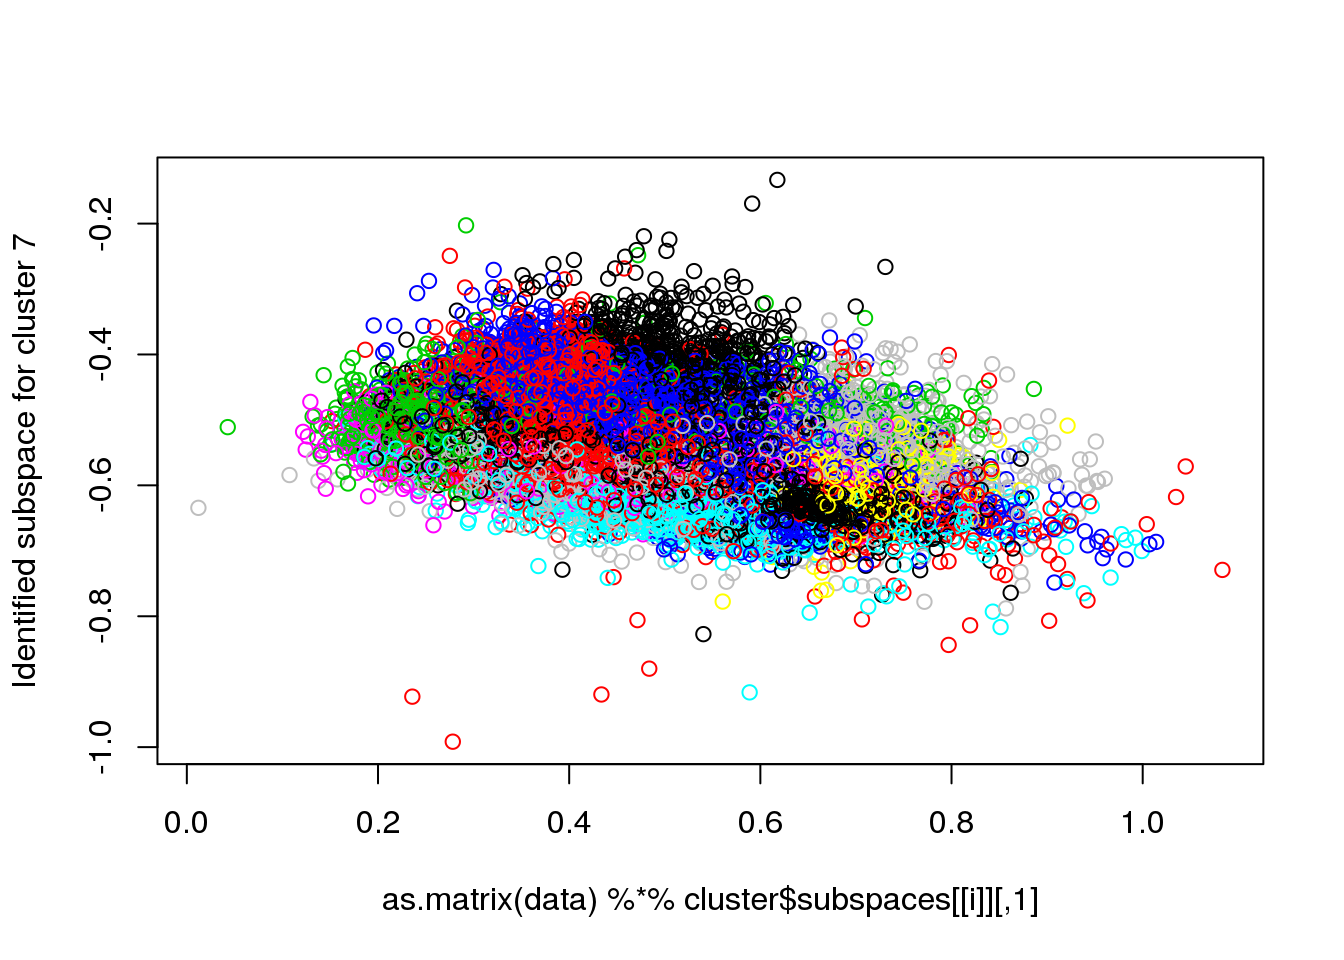 Identified subspace for cluster 7
-0.2
-0.4
-0.6
-0.8
-1.0
0.0 0.2 0.4 0.6 0.8 1.0
as.matrix(data) %*% cluster$subspaces[[i]][,1]